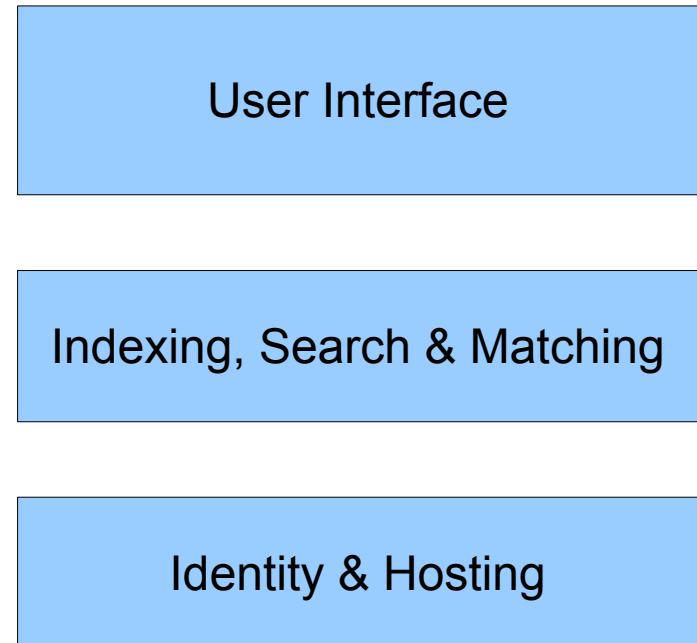 User Interface
Indexing, Search & Matching
Identity & Hosting